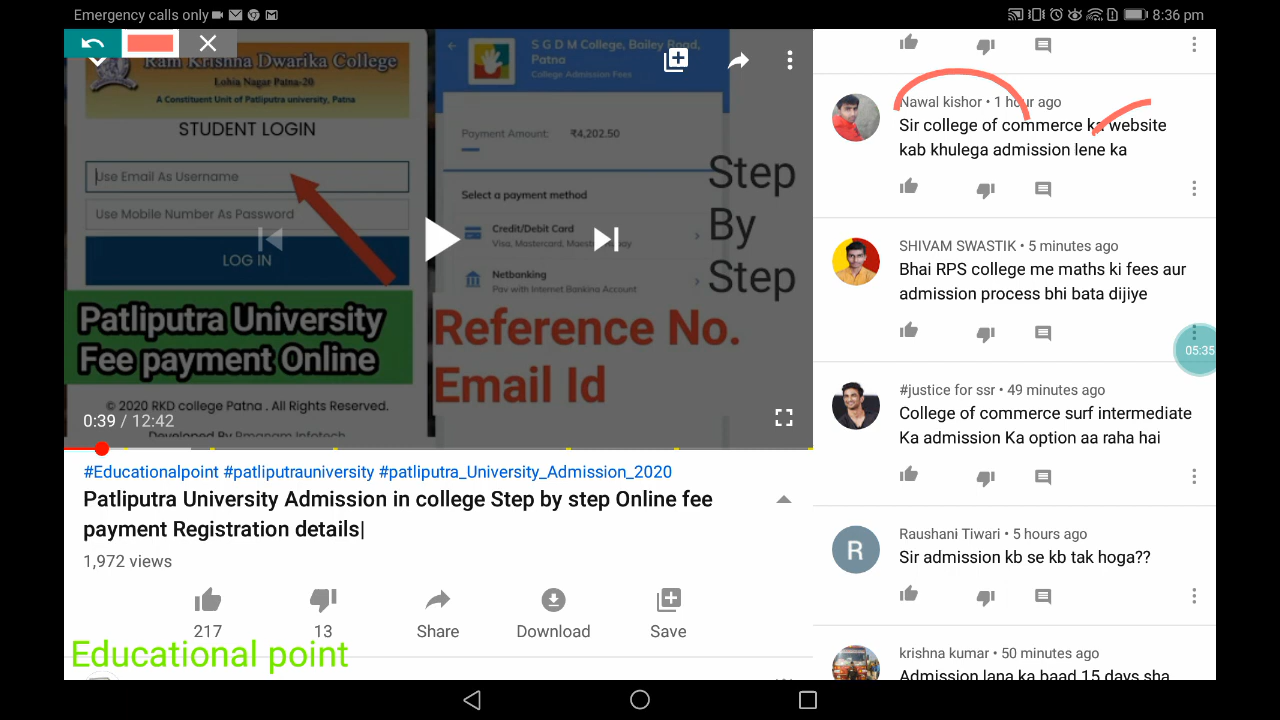 Emergency calls only
8:36 pm
Ram Krishna Dwarika College
Lohia Nagar Patna-20
A Constituent Unit of Patliputra university, Patna
STUDENT LOGIN
Use Email As Username
Use Mobile Number As Password
LOG IN
Patliputra University
Fee payment Online
© 2020 RKD college Patna . All Rights Reserved.
S G D M College, Bailey Road,
Patna
College Admission Fees
Payment Amount: ₹4,202.50
Select a payment method
Credit/Debit Card
Visa, Mastercard,
Netbanking
Pay with Internet Banking Account
Step
By
Step
Reference No.
Email Id
0:39 / 12:42
#Educationalpoint #patliputrauniversity #patliputra_University_Admission_2020
Patliputra University Admission in college Step by step Online fee
payment Registration details|
1,972 views
217
13
Share
Download
Save
Educational point
Nawal kishor • 1 hour ago
Sir college of commerce ka website
kab khulega admission lene ka
SHIVAM SWASTIK • 5 minutes ago
Bhai RPS college me maths ki fees aur
admission process bhi bata dijiye
05:35
#justice for ssr • 49 minutes ago
College of commerce surf intermediate
Ka admission Ka option aa raha hai
R
Raushani Tiwari • 5 hours ago
Sir admission kb se kb tak hoga??
krishna kumar • 50 minutes ago
Admission lana ka baad 15 days sha